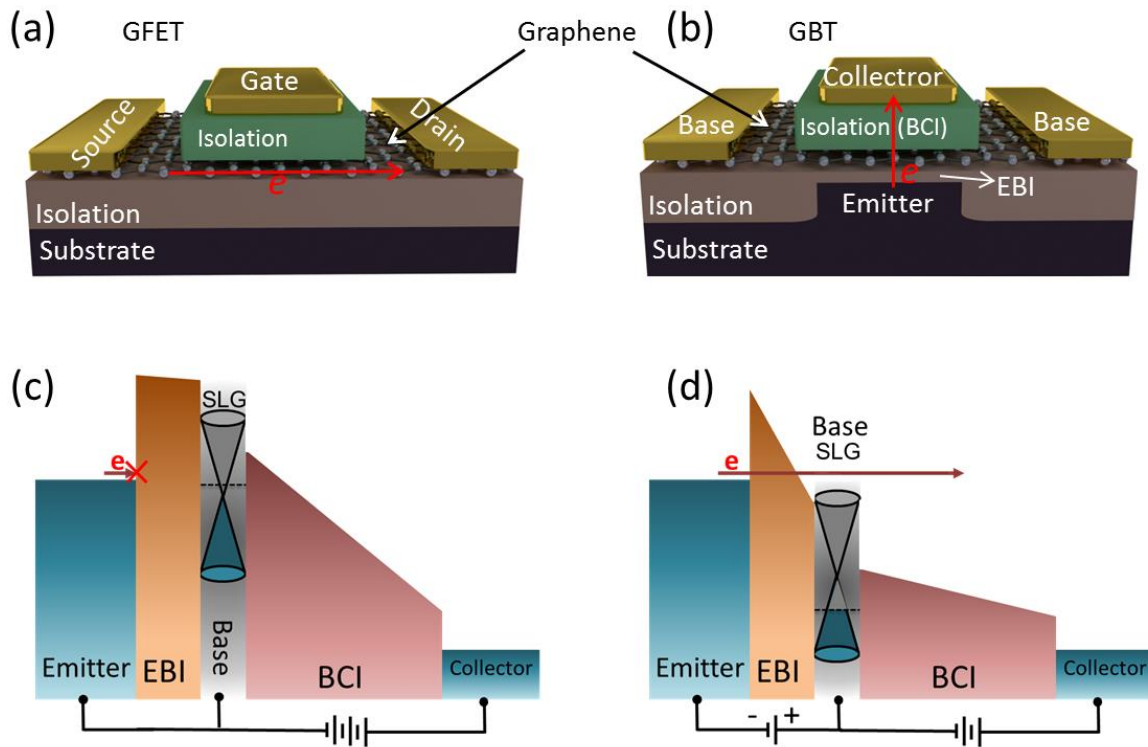 (a)
GFET
Graphene
(b)
GBT
Gate
Source
Isolation
Drain
e
Isolation
Substrate
Collectror
Base
Isolation (BCI)
Base
e
EBI
Isolation
Emitter
Substrate
(c)
SLG
e
Emitter
EBI
Base
BCI
Collector
(d)
Base
SLG
e
Emitter
EBI
BCI
Collector
- +